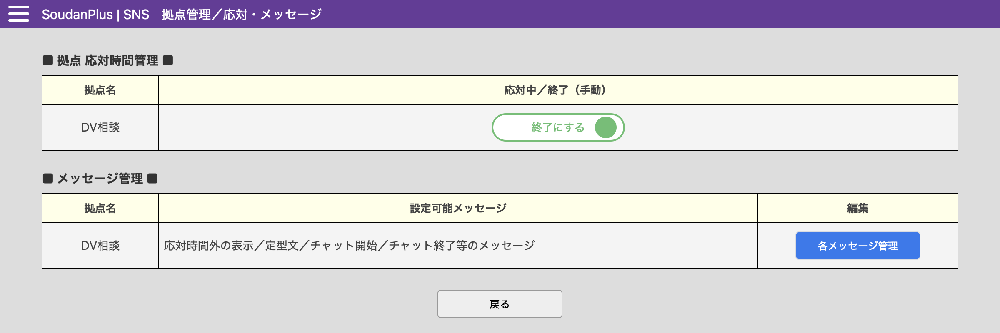 SoudanPlus | SNS　拠点管理／応対・メッセージ
■ 拠点 応対時間管理 ■
拠点名 応対中／終了（手動）
DV相談 終了にする
■ メッセージ管理 ■
拠点名 設定可能メッセージ 編集
DV相談 応対時間外の表示／定型文／チャット開始／チャット終了等のメッセージ 各メッセージ管理
戻る